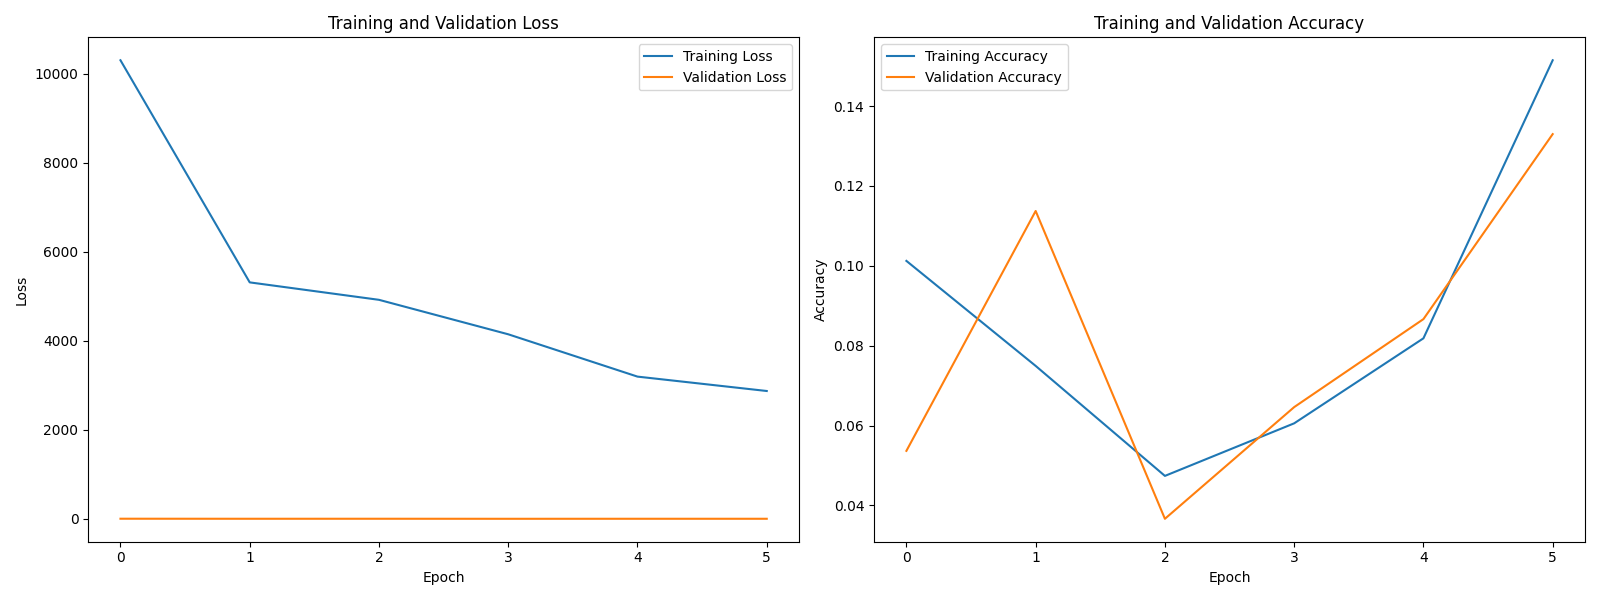 Training and Validation Loss
Training Loss
Validation Loss
10000
8000
6000
4000
2000
0
Loss
0 1 2 3 4 5
Epoch
Training and Validation Accuracy
Training Accuracy
Validation Accuracy
0.14
0.12
0.10
0.08
0.06
0.04
Accuracy
0 1 2 3 4 5
Epoch